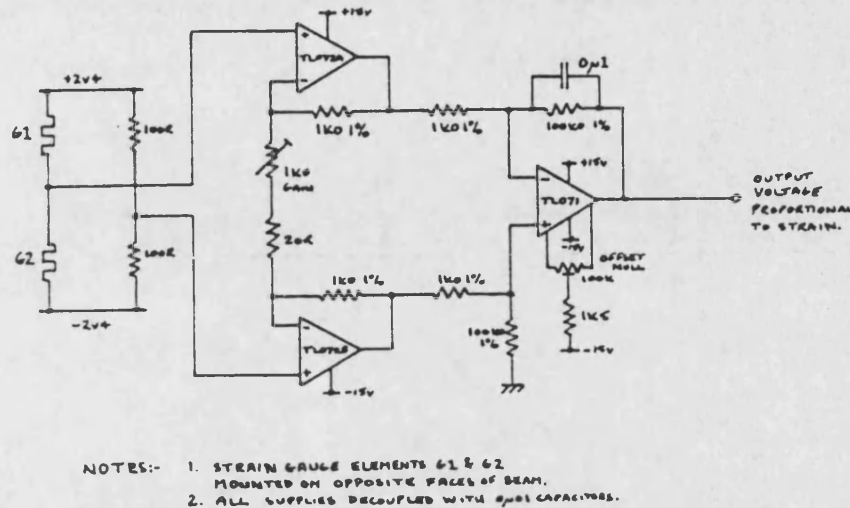 +15v
+
TL072A
-
0µ1
+2v4
G1
100R
1K0 1%
1K0 1%
100K0 1%
1K0
GAIN
+15v
-
TL071
+
-15v
OUTPUT
VOLTAGE
PROPORTIONAL
TO STRAIN.
G2
100R
20R
OFFSET
NULL
100K
1K0 1%
1K0 1%
1K5
-2v4
-
TL072B
+
100K0
1%
-15v
-15v
NOTES:- 1. STRAIN GAUGE ELEMENTS G1 & G2
MOUNTED ON OPPOSITE FACES OF BEAM.
2. ALL SUPPLIES DECOUPLED WITH 0µ01 CAPACITORS.